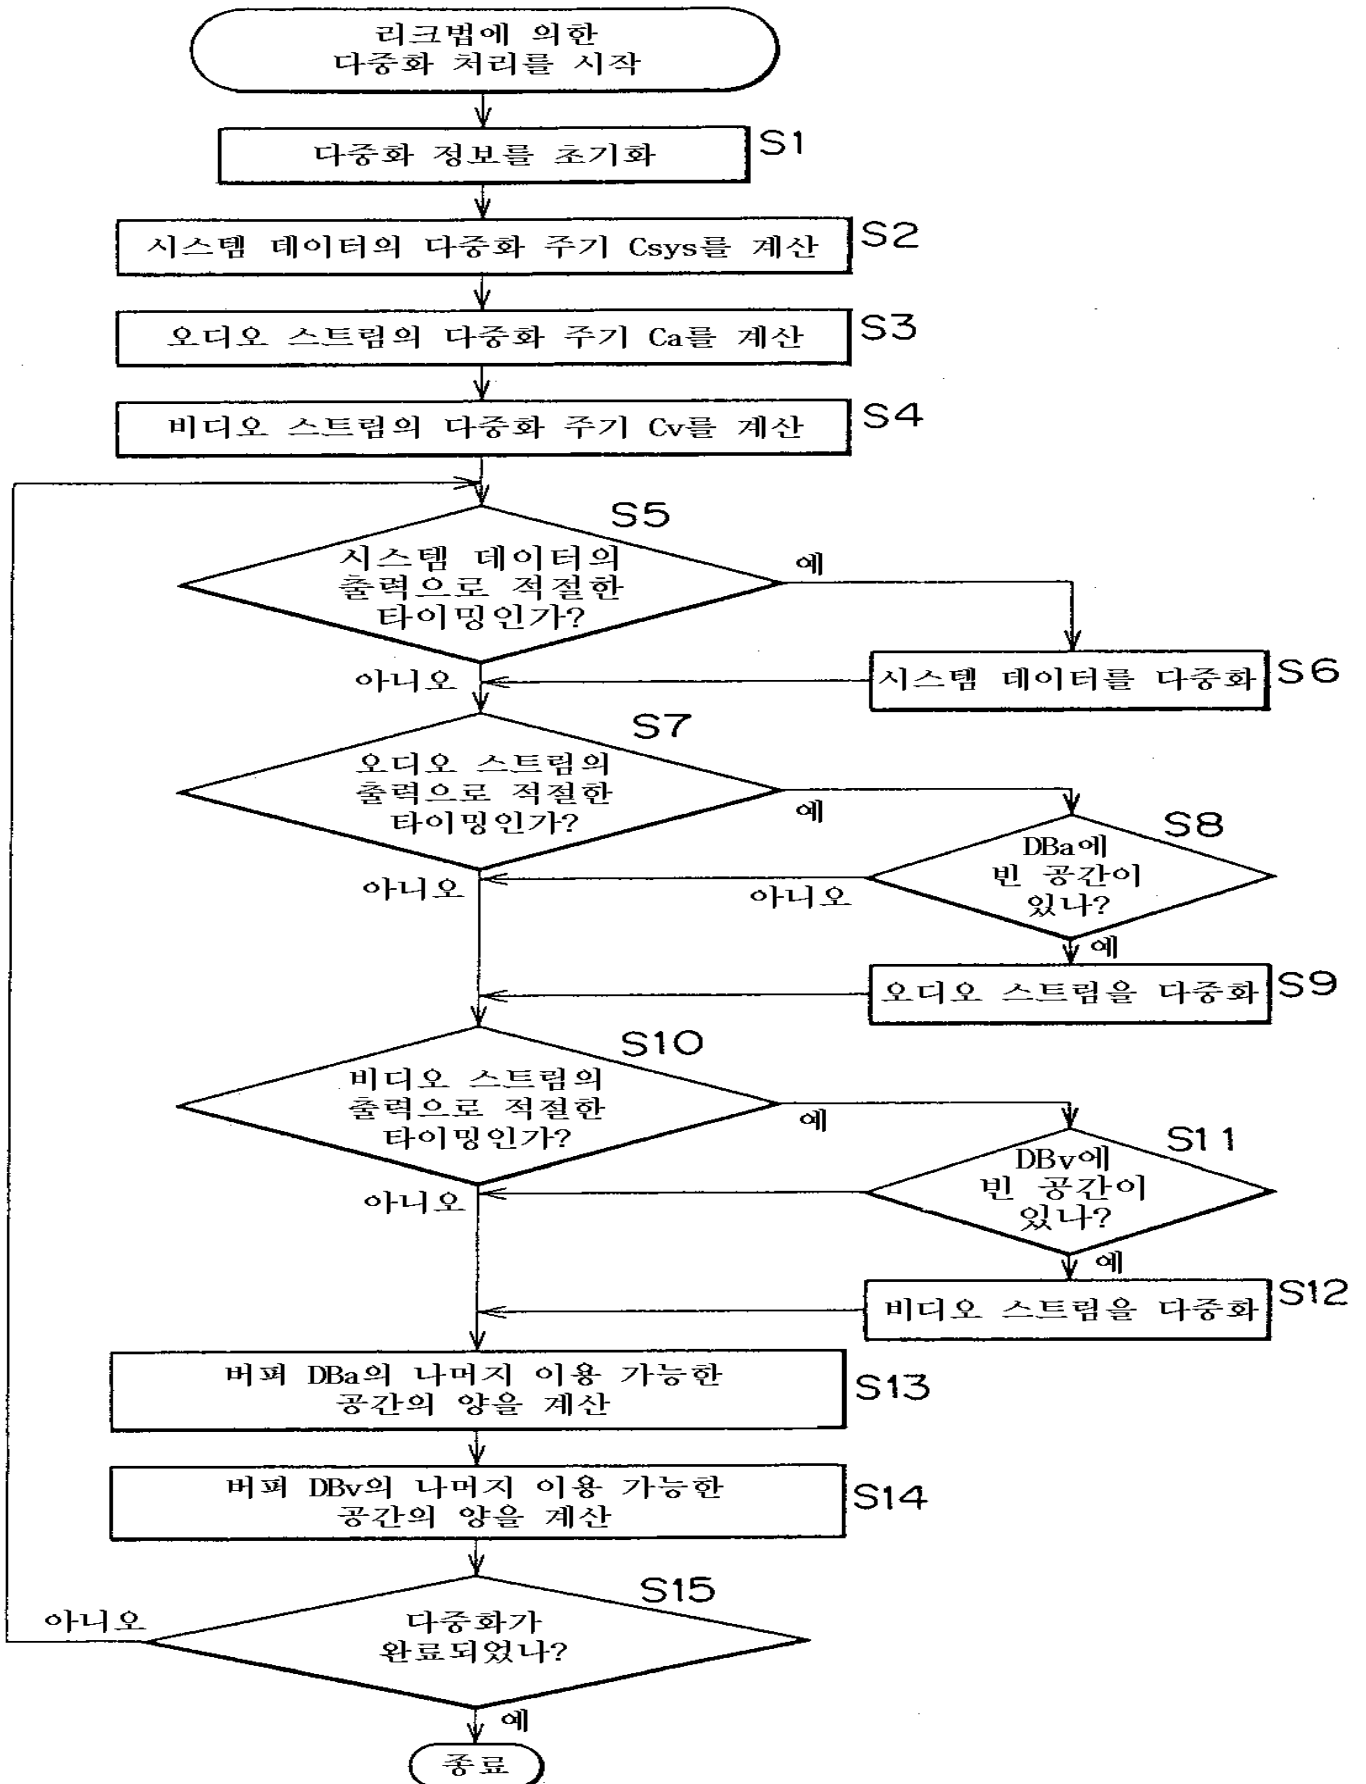 리크법에 의한
다중화 처리를 시작
S1
다중화 정보를 초기화
S2
시스템 데이터의 다중화 주기 Csys를 계산
S3
오디오 스트림의 다중화 주기 Ca를 계산
S4
비디오 스트림의 다중화 주기 Cv를 계산
S5
시스템 데이터의
출력으로 적절한
타이밍인가?
예
아니오
시스템 데이터를 다중화
S6
S7
오디오 스트림의
출력으로 적절한
타이밍인가?
예
아니오
S8
DBa에
빈 공간이
있나?
아니오
예
오디오 스트림을 다중화
S9
S10
비디오 스트림의
출력으로 적절한
타이밍인가?
예
아니오
S11
DBv에
빈 공간이
있나?
예
비디오 스트림을 다중화
S12
버퍼 DBa의 나머지 이용 가능한
공간의 양을 계산
S13
버퍼 DBv의 나머지 이용 가능한
공간의 양을 계산
S14
S15
다중화가
완료되었나?
아니오
예
종료